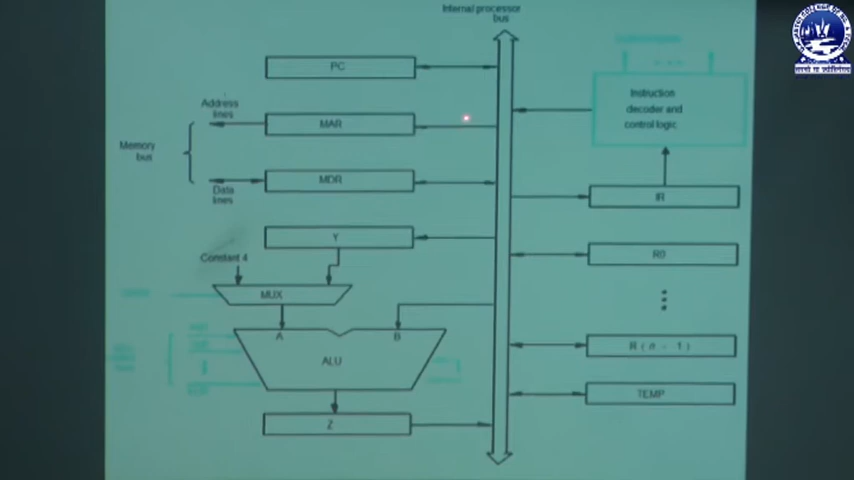 Internal processor
bus
PC
Address
lines
MAR
Memory
bus
MDR
Data
lines
Y
Constant 4
MUX
A
B
ALU
Z
Instruction
decoder and
control logic
IR
R0
R ( n - 1 )
TEMP